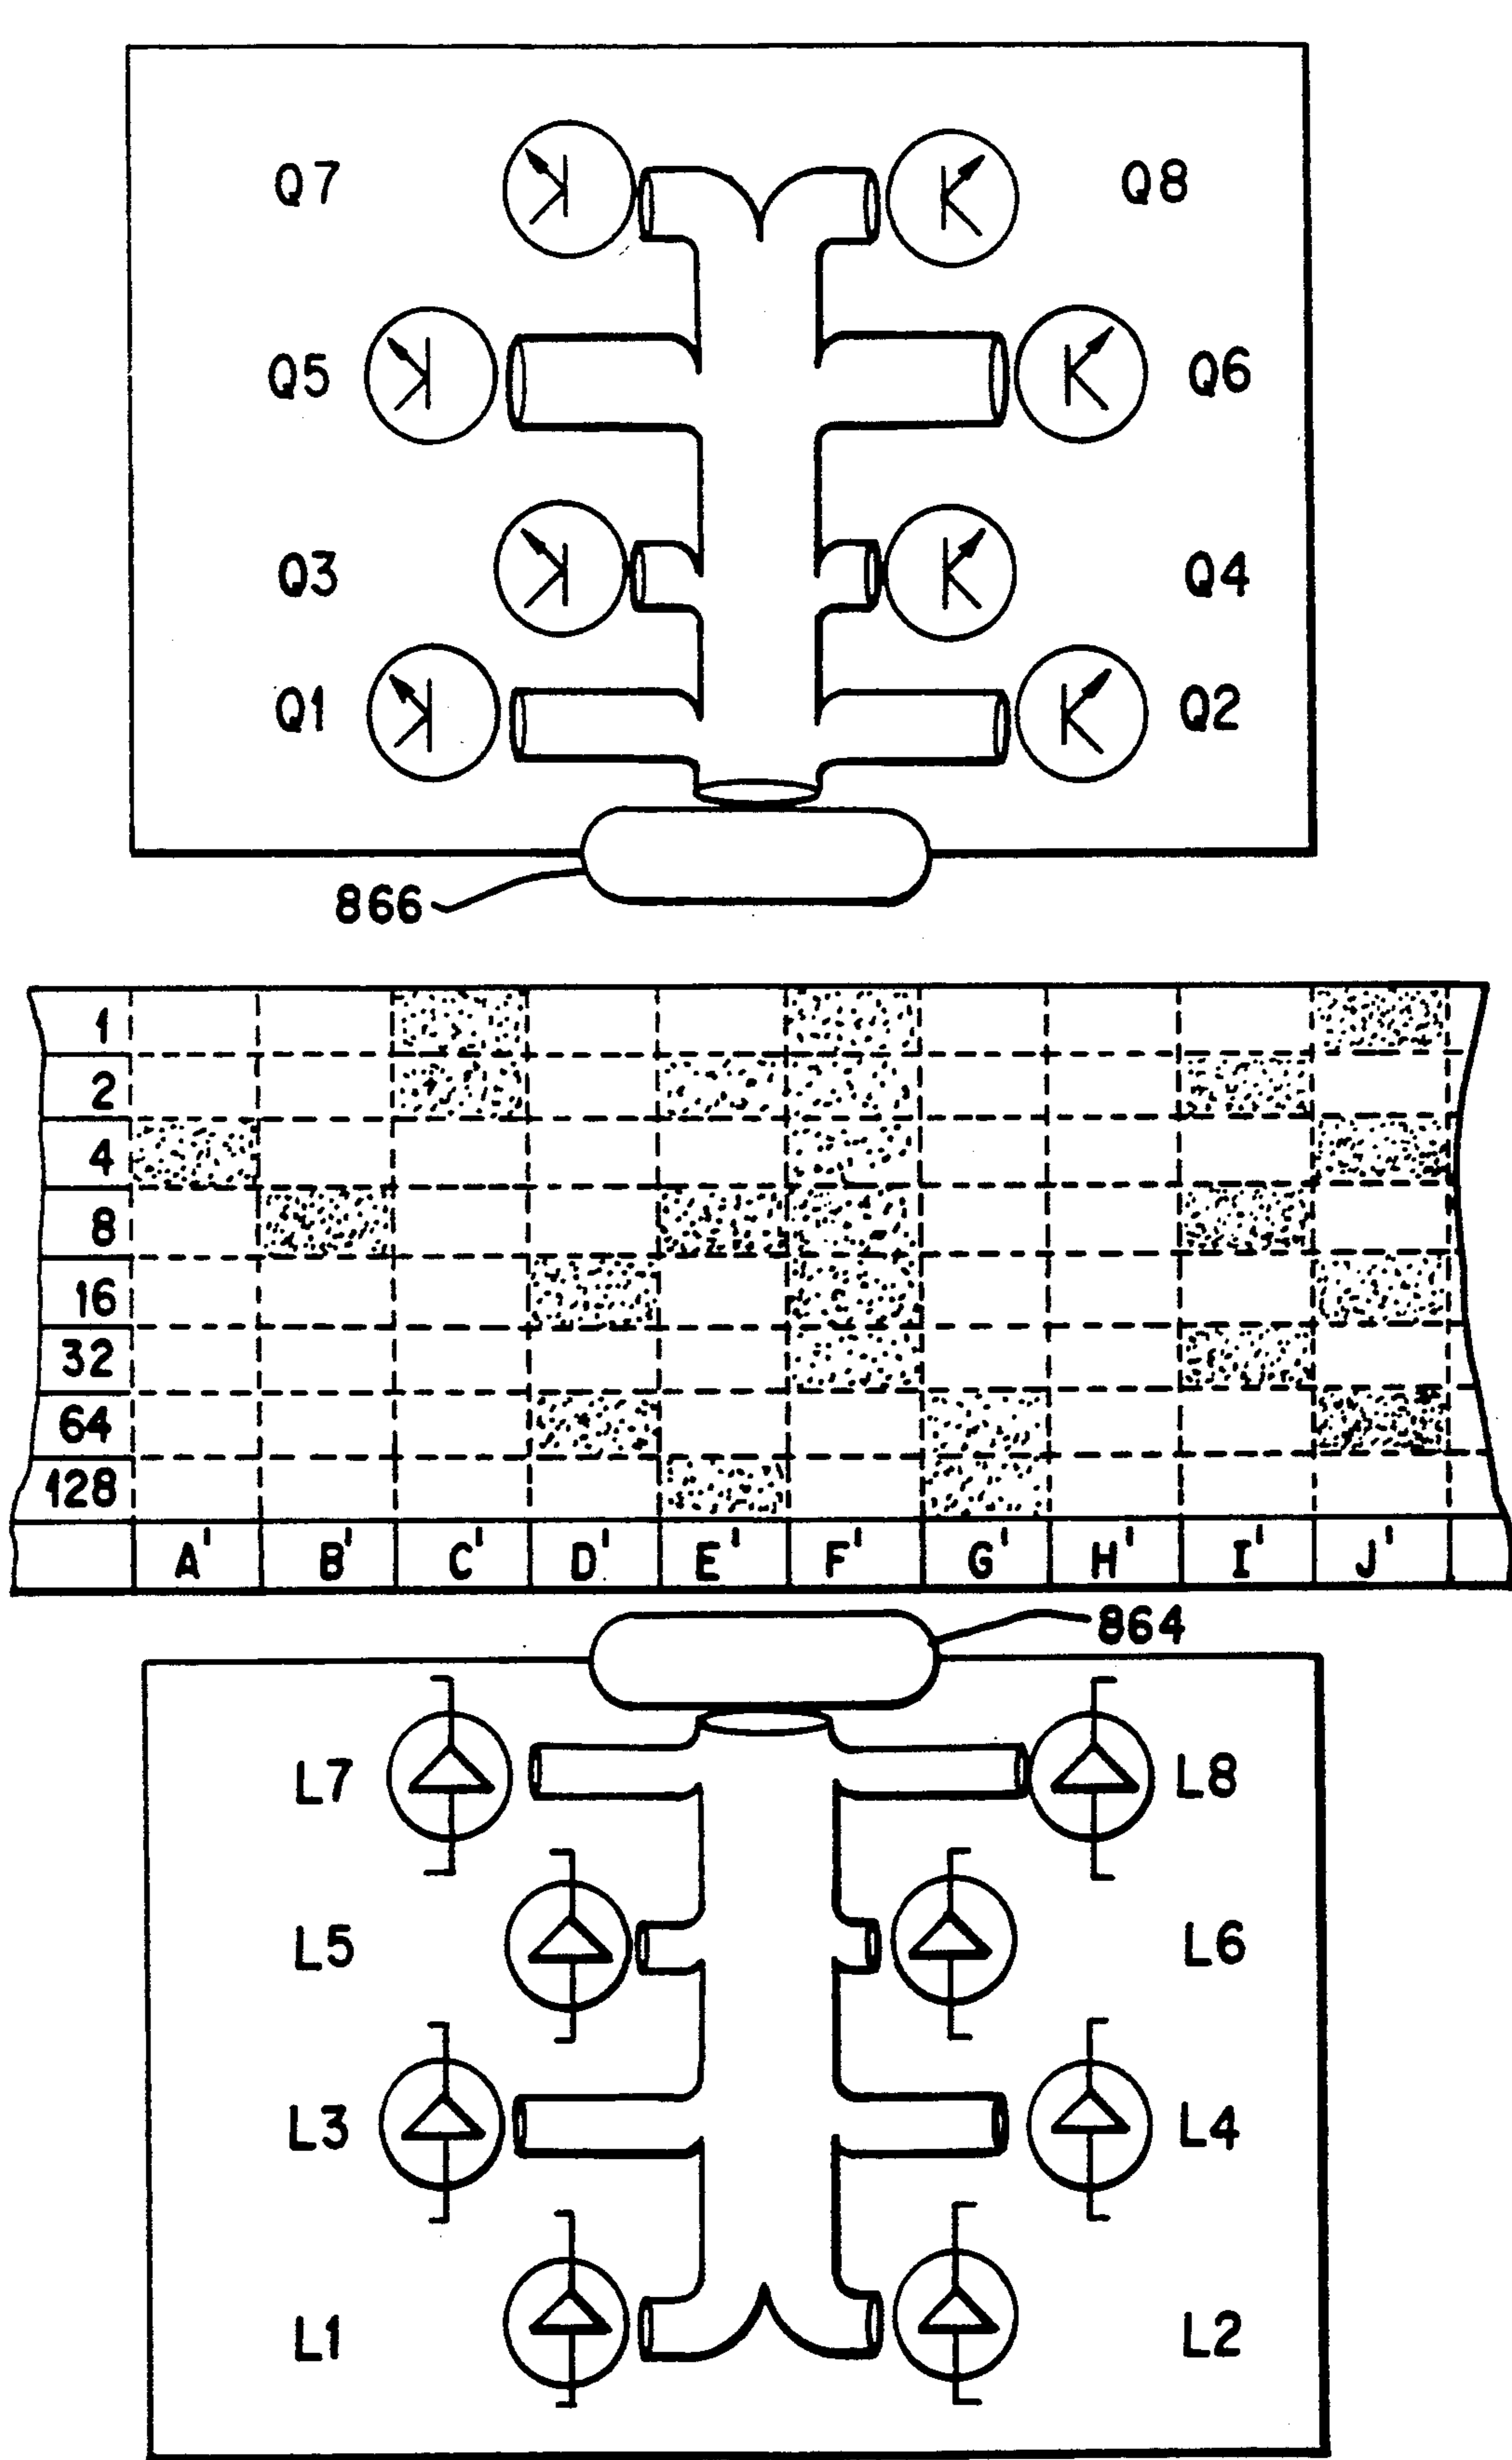 Q7 Q8
Q5 Q6
Q3 Q4
Q1 Q2
866
1
2
4
8
16
32
64
128
A' B' C' D' E' F' G' H' I' J'
864
L7 L8
L5 L6
L3 L4
L1 L2